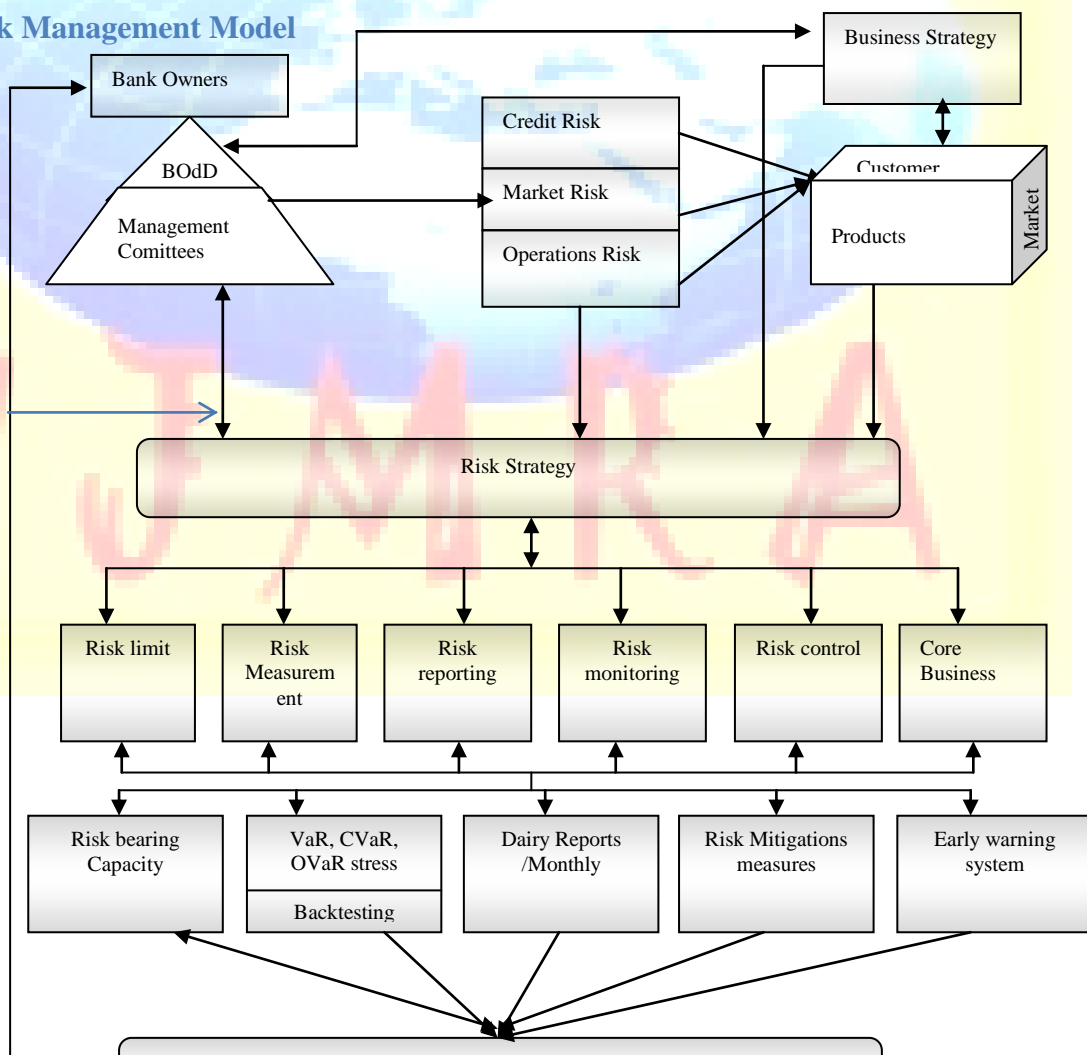 k Management Model
Bank Owners
BOdD
Management
Comittees
Credit Risk
Market Risk
Operations Risk
Business Strategy
Customer
Products
Market
Risk Strategy
Risk limit
Risk
Measurem
ent
Risk
reporting
Risk
monitoring
Risk control
Core
Business
Risk bearing
Capacity
VaR, CVaR,
OVaR stress
Backtesting
Dairy Reports
/Monthly
Risk Mitigations
measures
Early warning
system
IJMRA